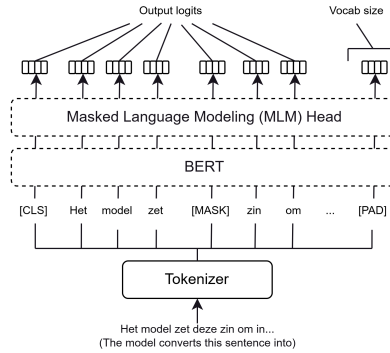 Output logits Vocab size
Masked Language Modeling (MLM) Head
BERT
[CLS] Het model zet [MASK] zin om ... [PAD]
Tokenizer
Het model zet deze zin om in...
(The model converts this sentence into)